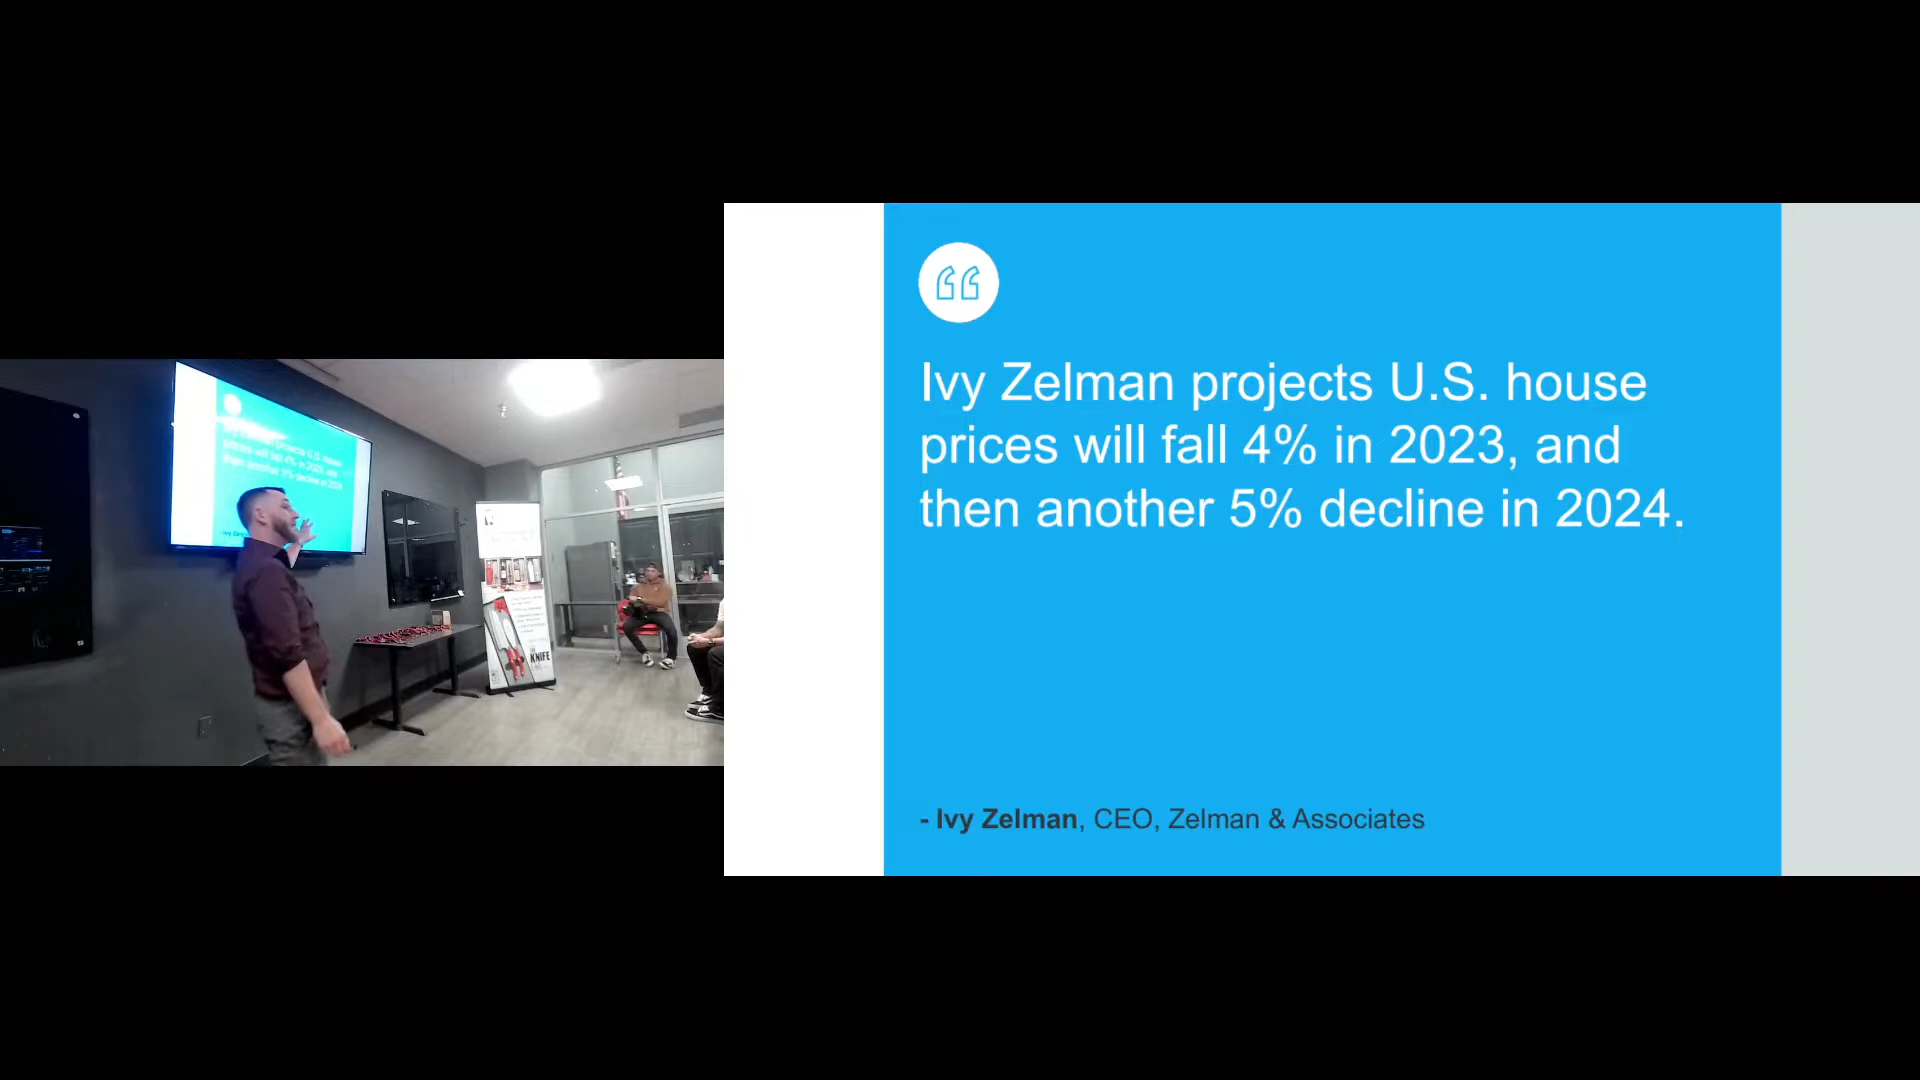 Ivy Zelman projects U.S. house
prices will fall 4% in 2023, and
then another 5% decline in 2024.
- Ivy Zelman, CEO, Zelman & Associates
KNIFE